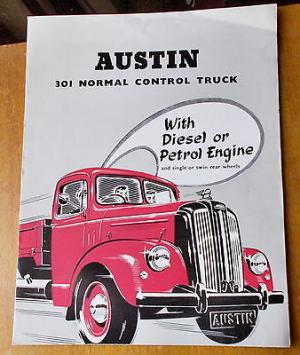 AUSTIN
301 NORMAL CONTROL TRUCK
With
Diesel or
Petrol Engine
and single or twin rear wheels
AUSTIN